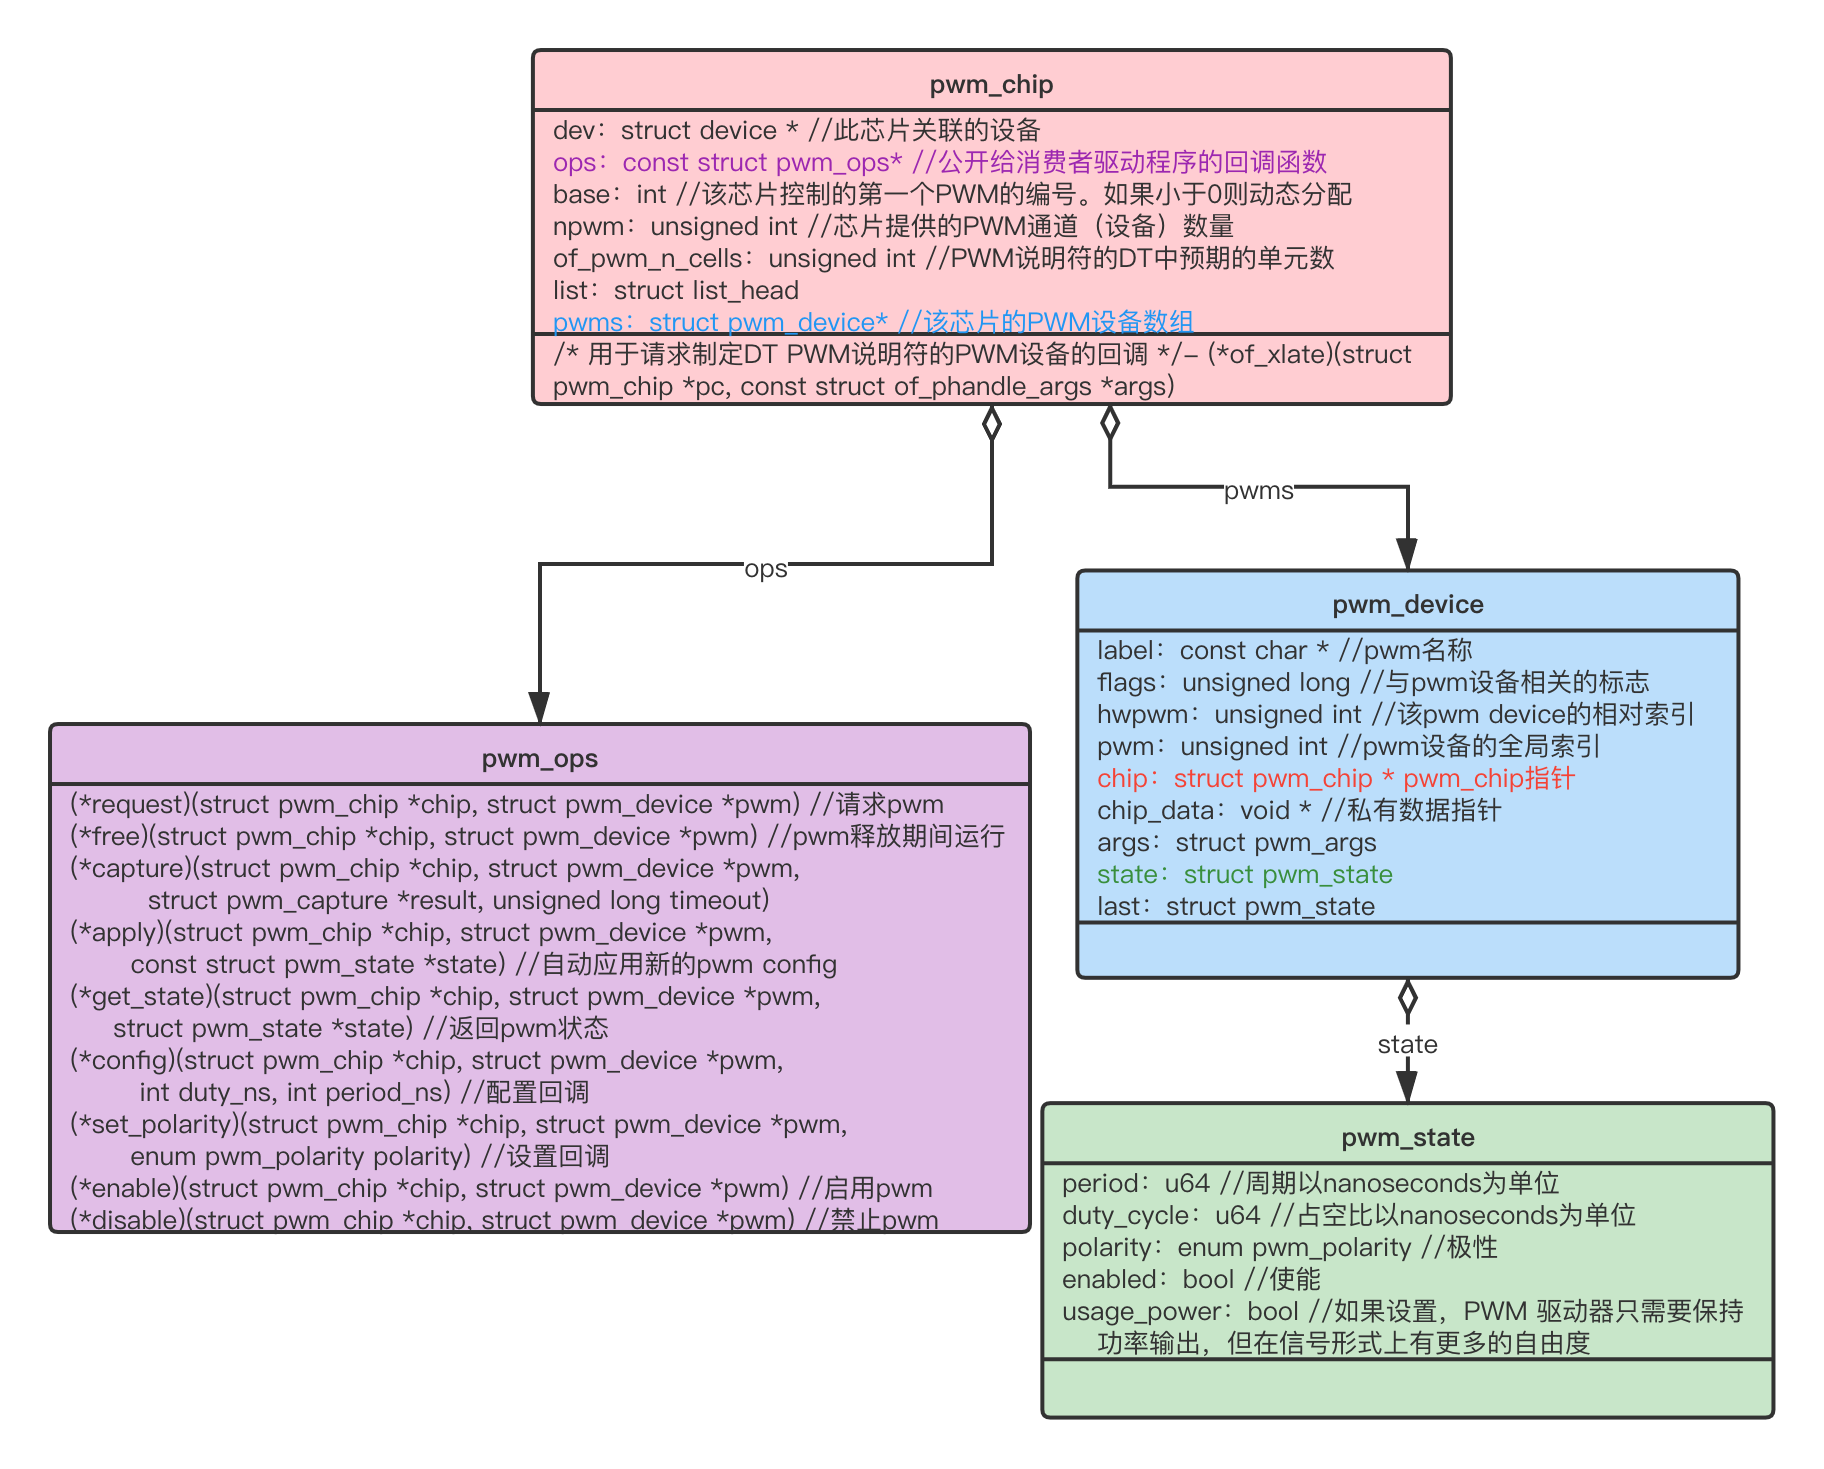 pwm_chip
dev：struct device * //此芯片关联的设备
ops：const struct pwm_ops* //公开给消费者驱动程序的回调函数
base：int //该芯片控制的第一个PWM的编号。如果小于0则动态分配
npwm：unsigned int //芯片提供的PWM通道（设备）数量
of_pwm_n_cells：unsigned int //PWM说明符的DT中预期的单元数
list：struct list_head
pwms：struct pwm_device* //该芯片的PWM设备数组
/* 用于请求制定DT PWM说明符的PWM设备的回调 */- (*of_xlate)(struct
pwm_chip *pc, const struct of_phandle_args *args)
pwms
ops
pwm_device
label：const char * //pwm名称
flags：unsigned long //与pwm设备相关的标志
hwpwm：unsigned int //该pwm device的相对索引
pwm：unsigned int //pwm设备的全局索引
chip：struct pwm_chip * pwm_chip指针
chip_data：void * //私有数据指针
args：struct pwm_args
state：struct pwm_state
last：struct pwm_state
pwm_ops
(*request)(struct pwm_chip *chip, struct pwm_device *pwm) //请求pwm
(*free)(struct pwm_chip *chip, struct pwm_device *pwm) //pwm释放期间运行
(*capture)(struct pwm_chip *chip, struct pwm_device *pwm,
struct pwm_capture *result, unsigned long timeout)
(*apply)(struct pwm_chip *chip, struct pwm_device *pwm,
const struct pwm_state *state) //自动应用新的pwm config
(*get_state)(struct pwm_chip *chip, struct pwm_device *pwm,
struct pwm_state *state) //返回pwm状态
(*config)(struct pwm_chip *chip, struct pwm_device *pwm,
int duty_ns, int period_ns) //配置回调
(*set_polarity)(struct pwm_chip *chip, struct pwm_device *pwm,
enum pwm_polarity polarity) //设置回调
(*enable)(struct pwm_chip *chip, struct pwm_device *pwm) //启用pwm
(*disable)(struct pwm_chip *chip, struct pwm_device *pwm) //禁止pwm
state
pwm_state
period：u64 //周期以nanoseconds为单位
duty_cycle：u64 //占空比以nanoseconds为单位
polarity：enum pwm_polarity //极性
enabled：bool //使能
usage_power：bool //如果设置，PWM 驱动器只需要保持
功率输出，但在信号形式上有更多的自由度